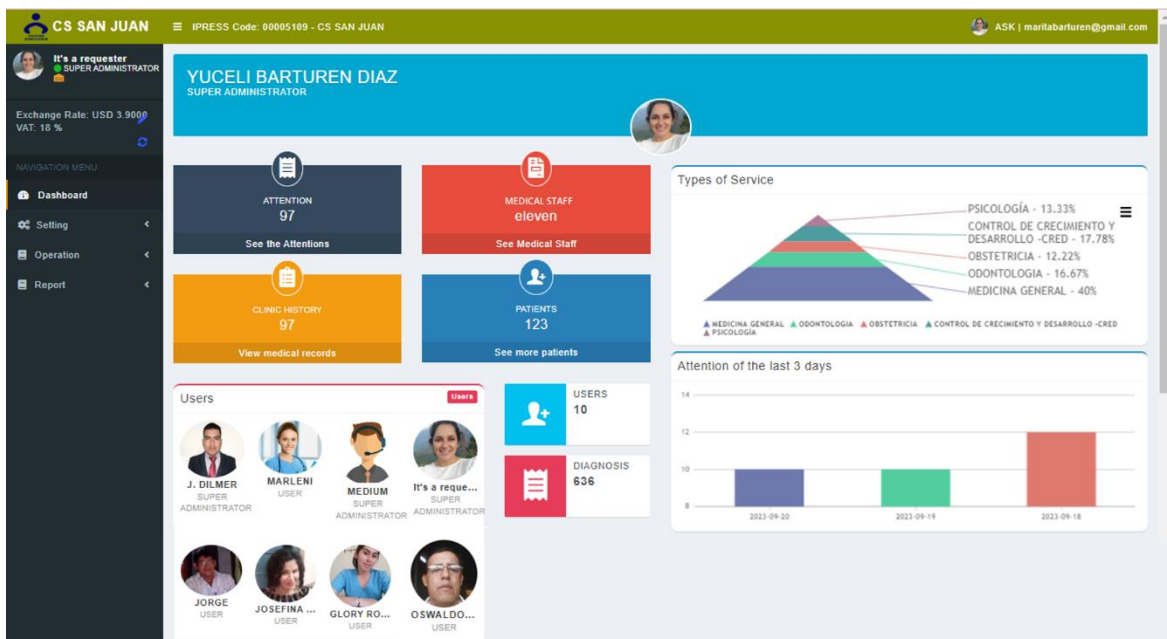 CS SAN JUAN
IPRESS Code: 00005109 - CS SAN JUAN
ASK | maritabarturen@gmail.com
It's a requester
SUPER ADMINISTRATOR
Exchange Rate: USD 3.9000
VAT: 18 %
NAVIGATION MENU
Dashboard
Setting
Operation
Report
YUCELI BARTUREN DIAZ
SUPER ADMINISTRATOR
ATTENTION
97
See the Attentions
MEDICAL STAFF
eleven
See Medical Staff
CLINIC HISTORY
97
View medical records
PATIENTS
123
See more patients
Types of Service
PSICOLOGÍA - 13.33%
CONTROL DE CRECIMIENTO Y
DESARROLLO -CRED - 17.78%
OBSTETRICIA - 12.22%
ODONTOLOGIA - 16.67%
MEDICINA GENERAL - 40%
MEDICINA GENERAL ODONTOLOGIA OBSTETRICIA CONTROL DE CRECIMIENTO Y DESARROLLO -CRED
PSICOLOGÍA
Attention of the last 3 days
14
12
10
8
2023-09-20 2023-09-19 2023-09-18
Users
Users
J. DILMER
SUPER
ADMINISTRATOR
MARLENI
USER
MEDIUM
SUPER
ADMINISTRATOR
It's a reque...
SUPER
ADMINISTRATOR
JORGE
USER
JOSEFINA ...
USER
GLORY RO...
USER
OSWALDO...
USER
USERS
10
DIAGNOSIS
636